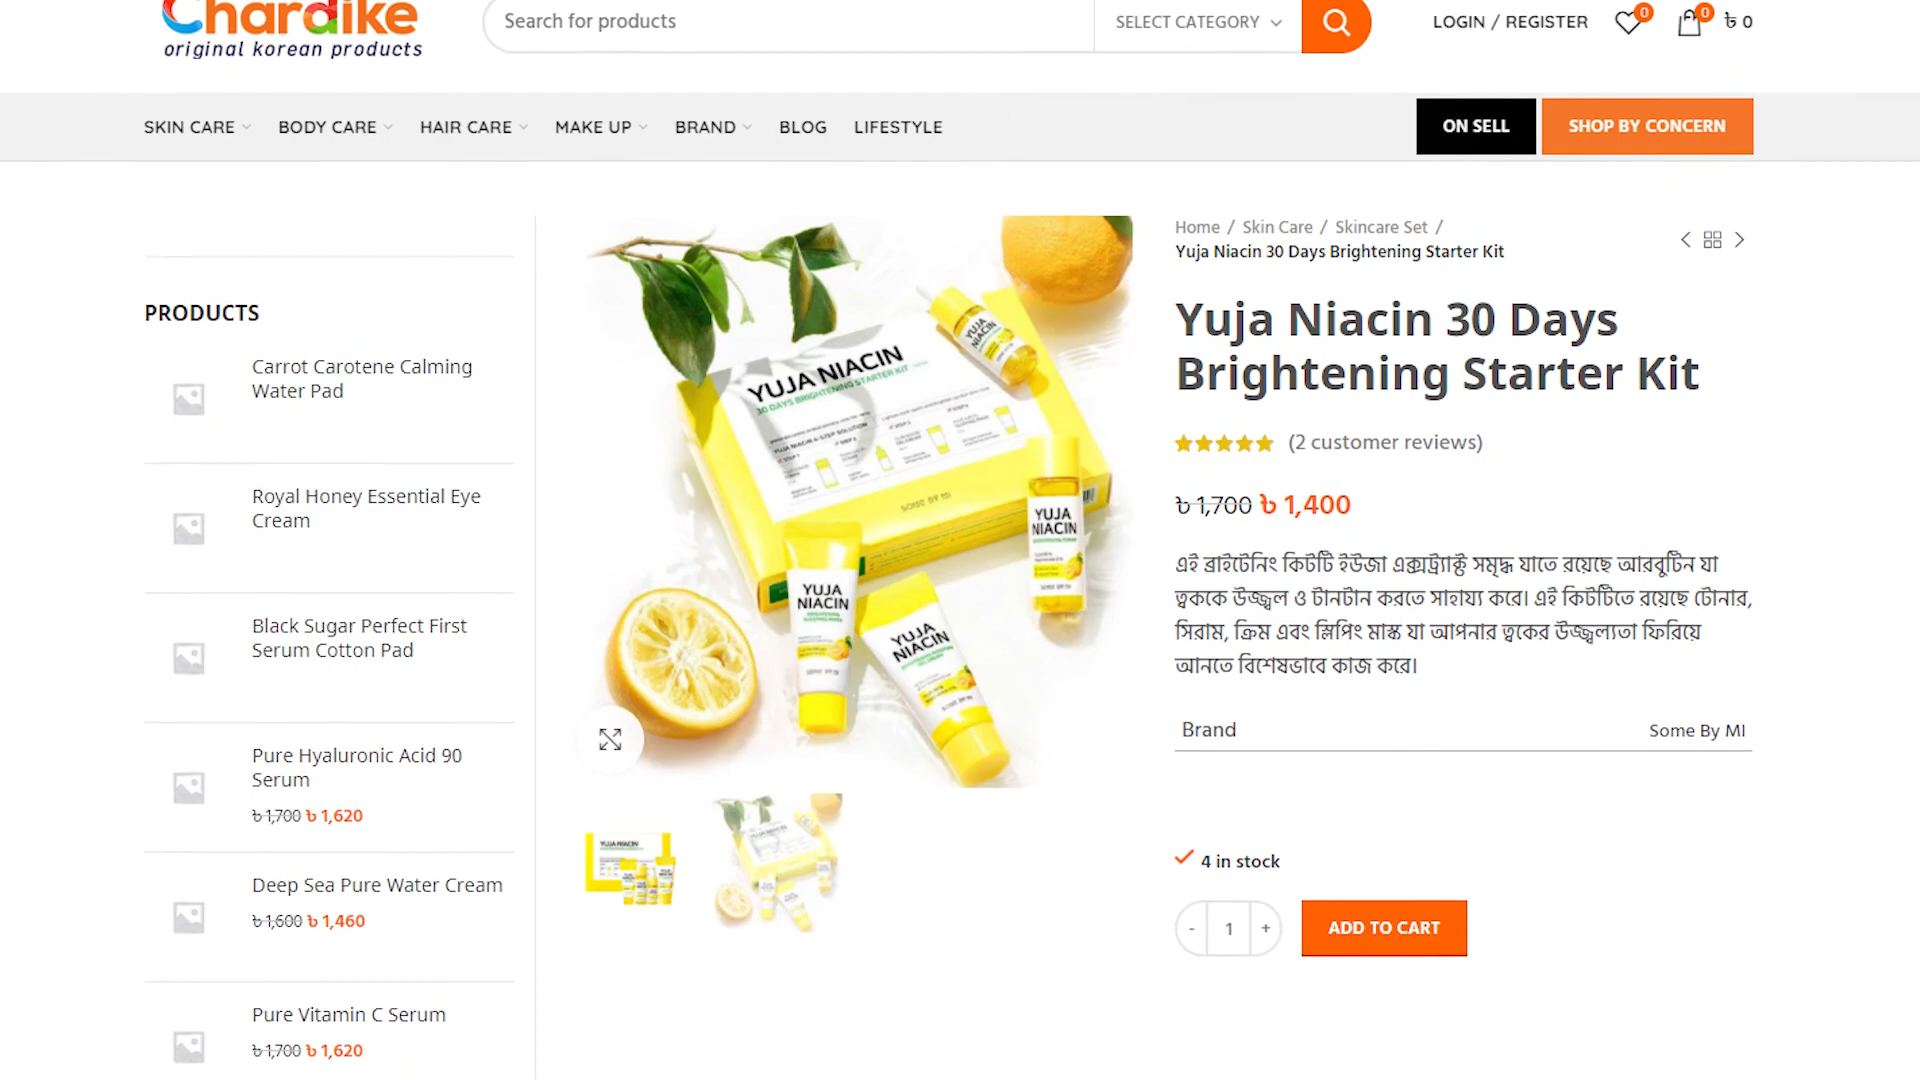 Chardike
original korean products
Search for products
SELECT CATEGORY
LOGIN / REGISTER
0
0
৳ 0
SKIN CARE
BODY CARE
HAIR CARE
MAKE UP
BRAND
BLOG
LIFESTYLE
ON SELL
SHOP BY CONCERN
PRODUCTS
Carrot Carotene Calming
Water Pad
Royal Honey Essential Eye
Cream
Black Sugar Perfect First
Serum Cotton Pad
Pure Hyaluronic Acid 90
Serum
৳ 1,700 ৳ 1,620
Deep Sea Pure Water Cream
৳ 1,600 ৳ 1,460
Pure Vitamin C Serum
৳ 1,700 ৳ 1,620
YUJA NIACIN
30 DAYS BRIGHTENING STARTER KIT
SOME BY MI
YUJA
NIACIN
YUJA
NIACIN
YUJA
NIACIN
YUJA
NIACIN
YUJA NIACIN
Home / Skin Care / Skincare Set /
Yuja Niacin 30 Days Brightening Starter Kit
Yuja Niacin 30 Days
Brightening Starter Kit
(2 customer reviews)
৳ 1,700 ৳ 1,400
এই ব্রাইটেনিং কিটটি ইউজা এক্সট্র্যাক্ট সমৃদ্ধ যাতে রয়েছে আরবুটিন যা
ত্বককে উজ্জ্বল ও টানটান করতে সাহায্য করে। এই কিটটিতে রয়েছে টোনার,
সিরাম, ক্রিম এবং স্লিপিং মাস্ক যা আপনার ত্বকের উজ্জ্বল্যতা ফিরিয়ে
আনতে বিশেষভাবে কাজ করে।
Brand
Some By MI
4 in stock
- 1 +
ADD TO CART